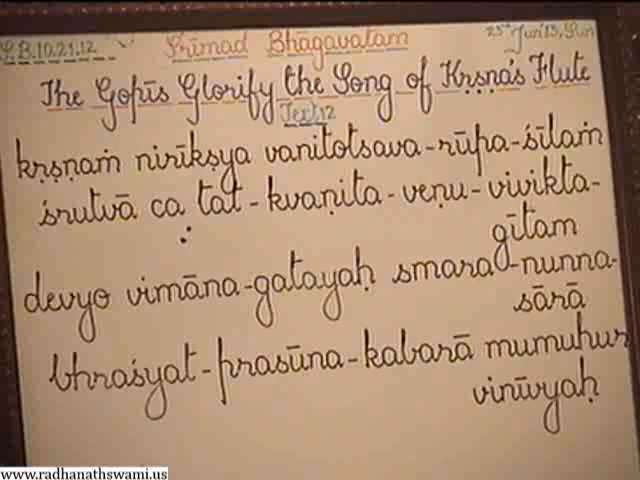 S.B.10.21.12
Śrīmad Bhāgavatam
23rd Jun'13, Sun
The Gopīs Glorify the Song of Kṛṣṇa's Flute
Text 12
kṛṣṇaṁ nirīkṣya vanitotsava-rūpa-śīlaṁ
śrutvā ca tat-kvaṇita-veṇu-vivikta-
gītam
devyo vimāna-gatayaḥ smara-nunna-
sārā
bhraśyat-prasūna-kabarā mumuhur
vinīvyaḥ
www.radhanathswami.us